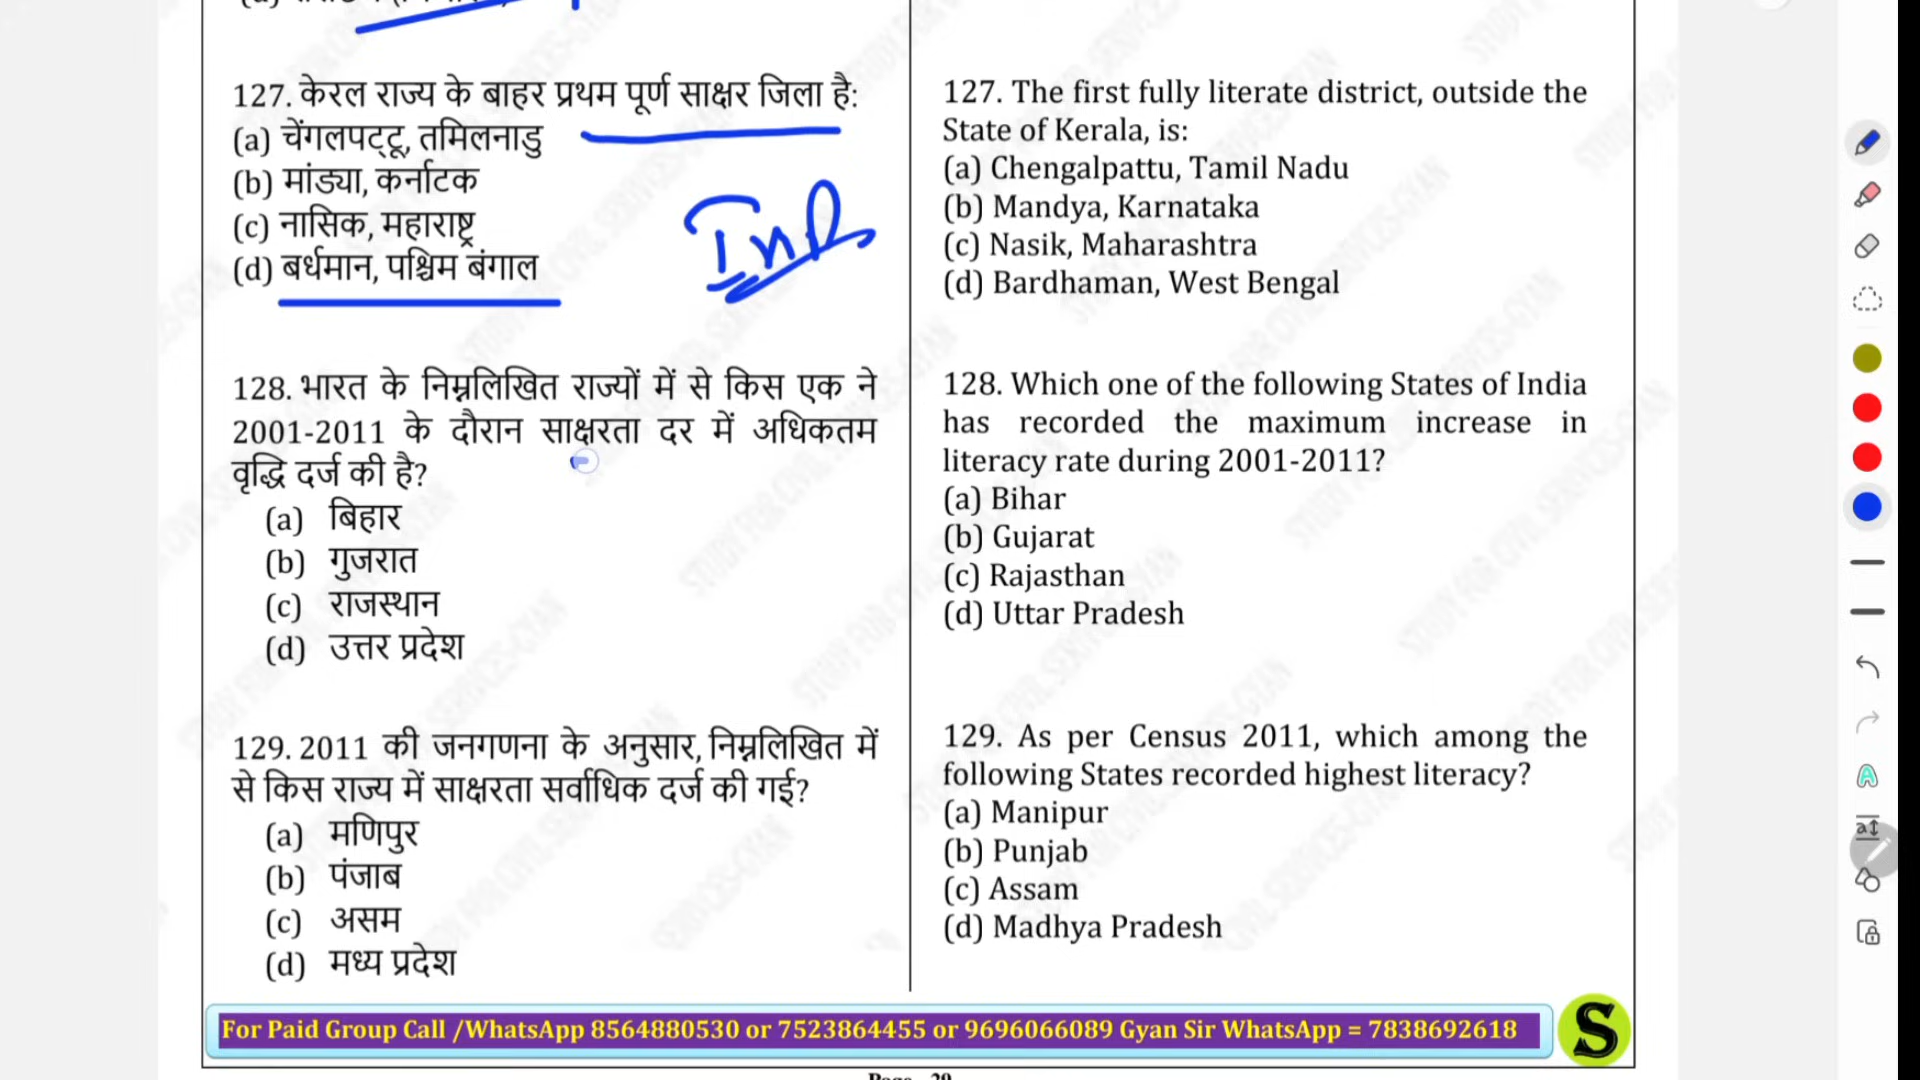 127. केरल राज्य के बाहर प्रथम पूर्ण साक्षर जिला है:
(a) चेंगलपट्टू, तमिलनाडु
(b) मांड्या, कर्नाटक
(c) नासिक, महाराष्ट्र
(d) बर्धमान, पश्चिम बंगाल
128. भारत के निम्नलिखित राज्यों में से किस एक ने
2001-2011 के दौरान साक्षरता दर में अधिकतम
वृद्धि दर्ज की है?
(a) बिहार
(b) गुजरात
(c) राजस्थान
(d) उत्तर प्रदेश
129. 2011 की जनगणना के अनुसार, निम्नलिखित में
से किस राज्य में साक्षरता सर्वाधिक दर्ज की गई?
(a) मणिपुर
(b) पंजाब
(c) असम
(d) मध्य प्रदेश
127. The first fully literate district, outside the
State of Kerala, is:
(a) Chengalpattu, Tamil Nadu
(b) Mandya, Karnataka
(c) Nasik, Maharashtra
(d) Bardhaman, West Bengal
128. Which one of the following States of India
has recorded the maximum increase in
literacy rate during 2001-2011?
(a) Bihar
(b) Gujarat
(c) Rajasthan
(d) Uttar Pradesh
129. As per Census 2011, which among the
following States recorded highest literacy?
(a) Manipur
(b) Punjab
(c) Assam
(d) Madhya Pradesh
For Paid Group Call /WhatsApp 8564880530 or 7523864455 or 9696066089 Gyan Sir WhatsApp = 7838692618
S